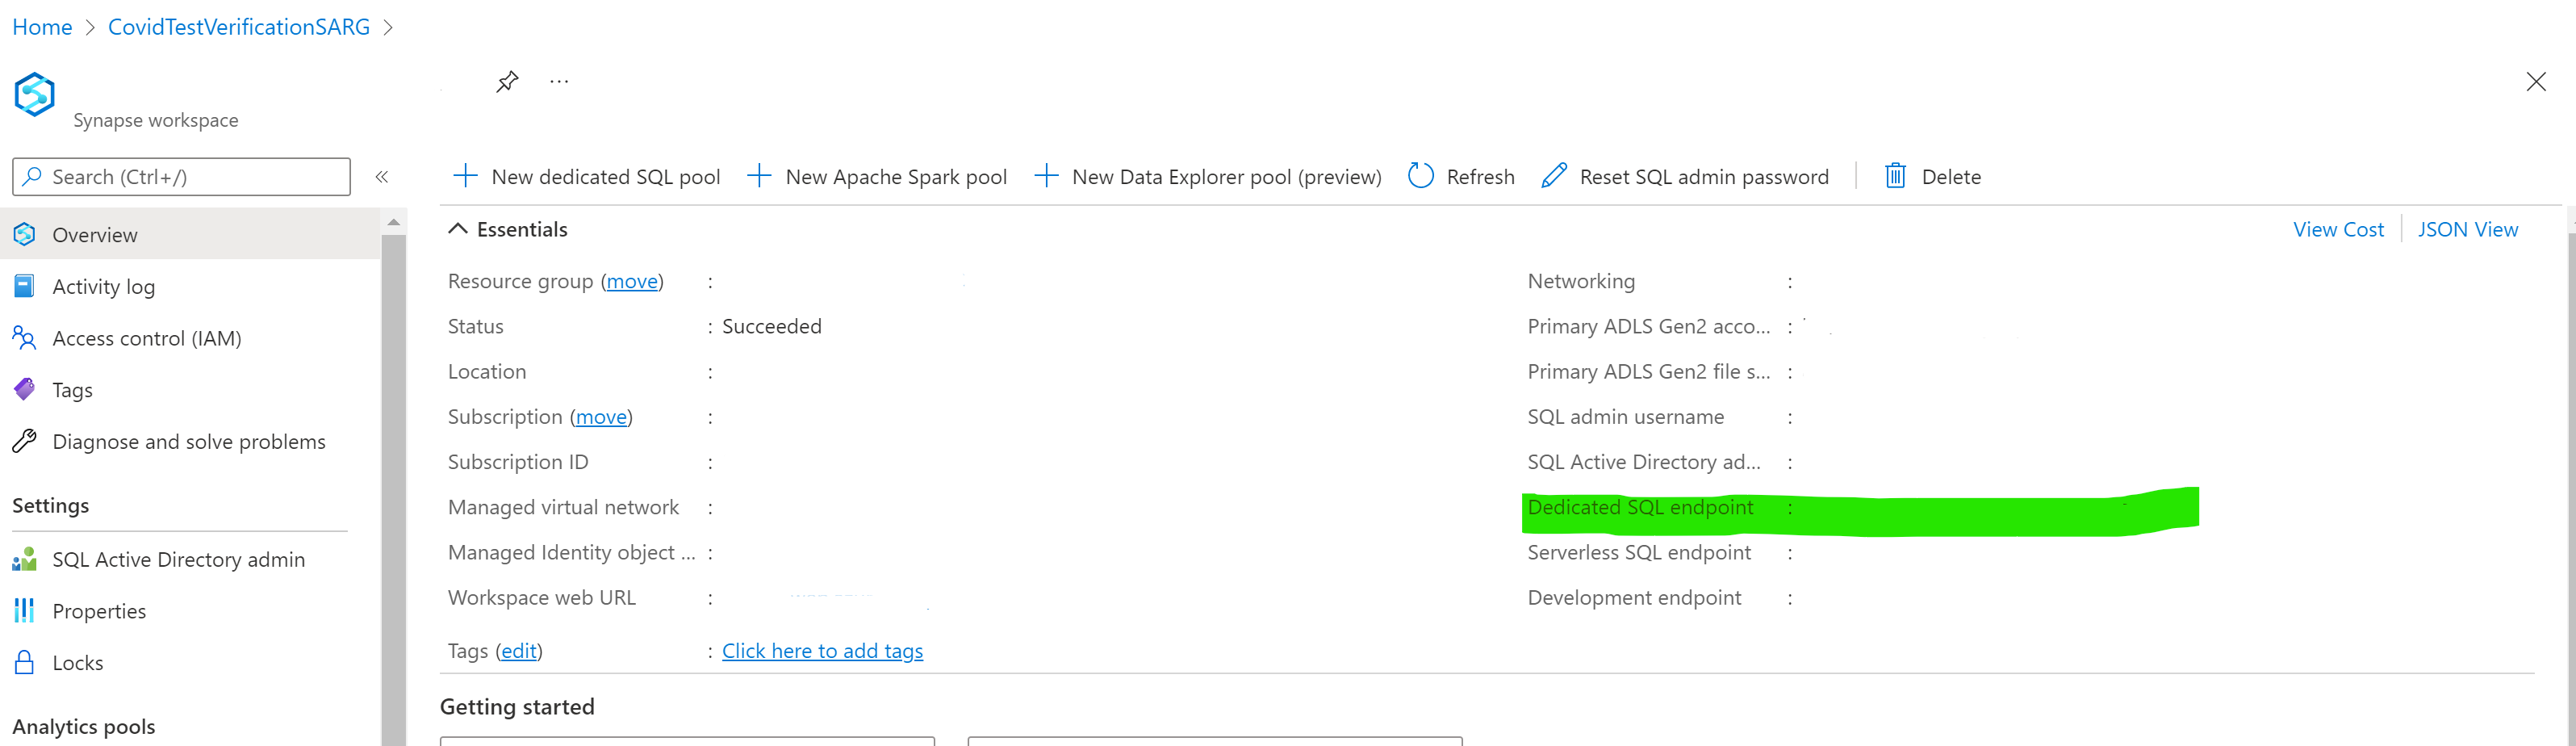 Home > CovidTestVerificationSARG >
...
Synapse workspace
Search (Ctrl+/)
«
New dedicated SQL pool
New Apache Spark pool
New Data Explorer pool (preview)
Refresh
Reset SQL admin password
Delete
Overview
Activity log
Access control (IAM)
Tags
Diagnose and solve problems
Settings
SQL Active Directory admin
Properties
Locks
Analytics pools
Essentials
View Cost
JSON View
Resource group (move) :
Status : Succeeded
Location :
Subscription (move) :
Subscription ID :
Managed virtual network :
Managed Identity object ... :
Workspace web URL :
Tags (edit) : Click here to add tags
Networking :
Primary ADLS Gen2 acco... :
Primary ADLS Gen2 file s... :
SQL admin username :
SQL Active Directory ad... :
Dedicated SQL endpoint :
Serverless SQL endpoint :
Development endpoint :
Getting started